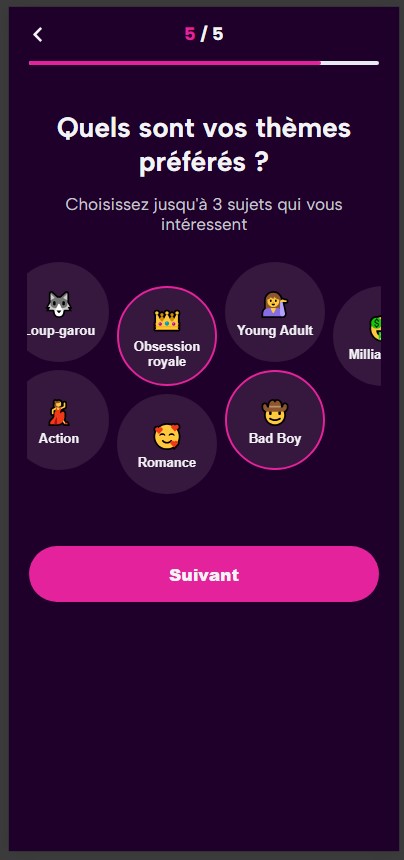 5 / 5
Quels sont vos thèmes
préférés ?
Choisissez jusqu'à 3 sujets qui vous
intéressent
Loup-garou
Obsession
royale
Young Adult
Millia
Action
Romance
Bad Boy
Suivant